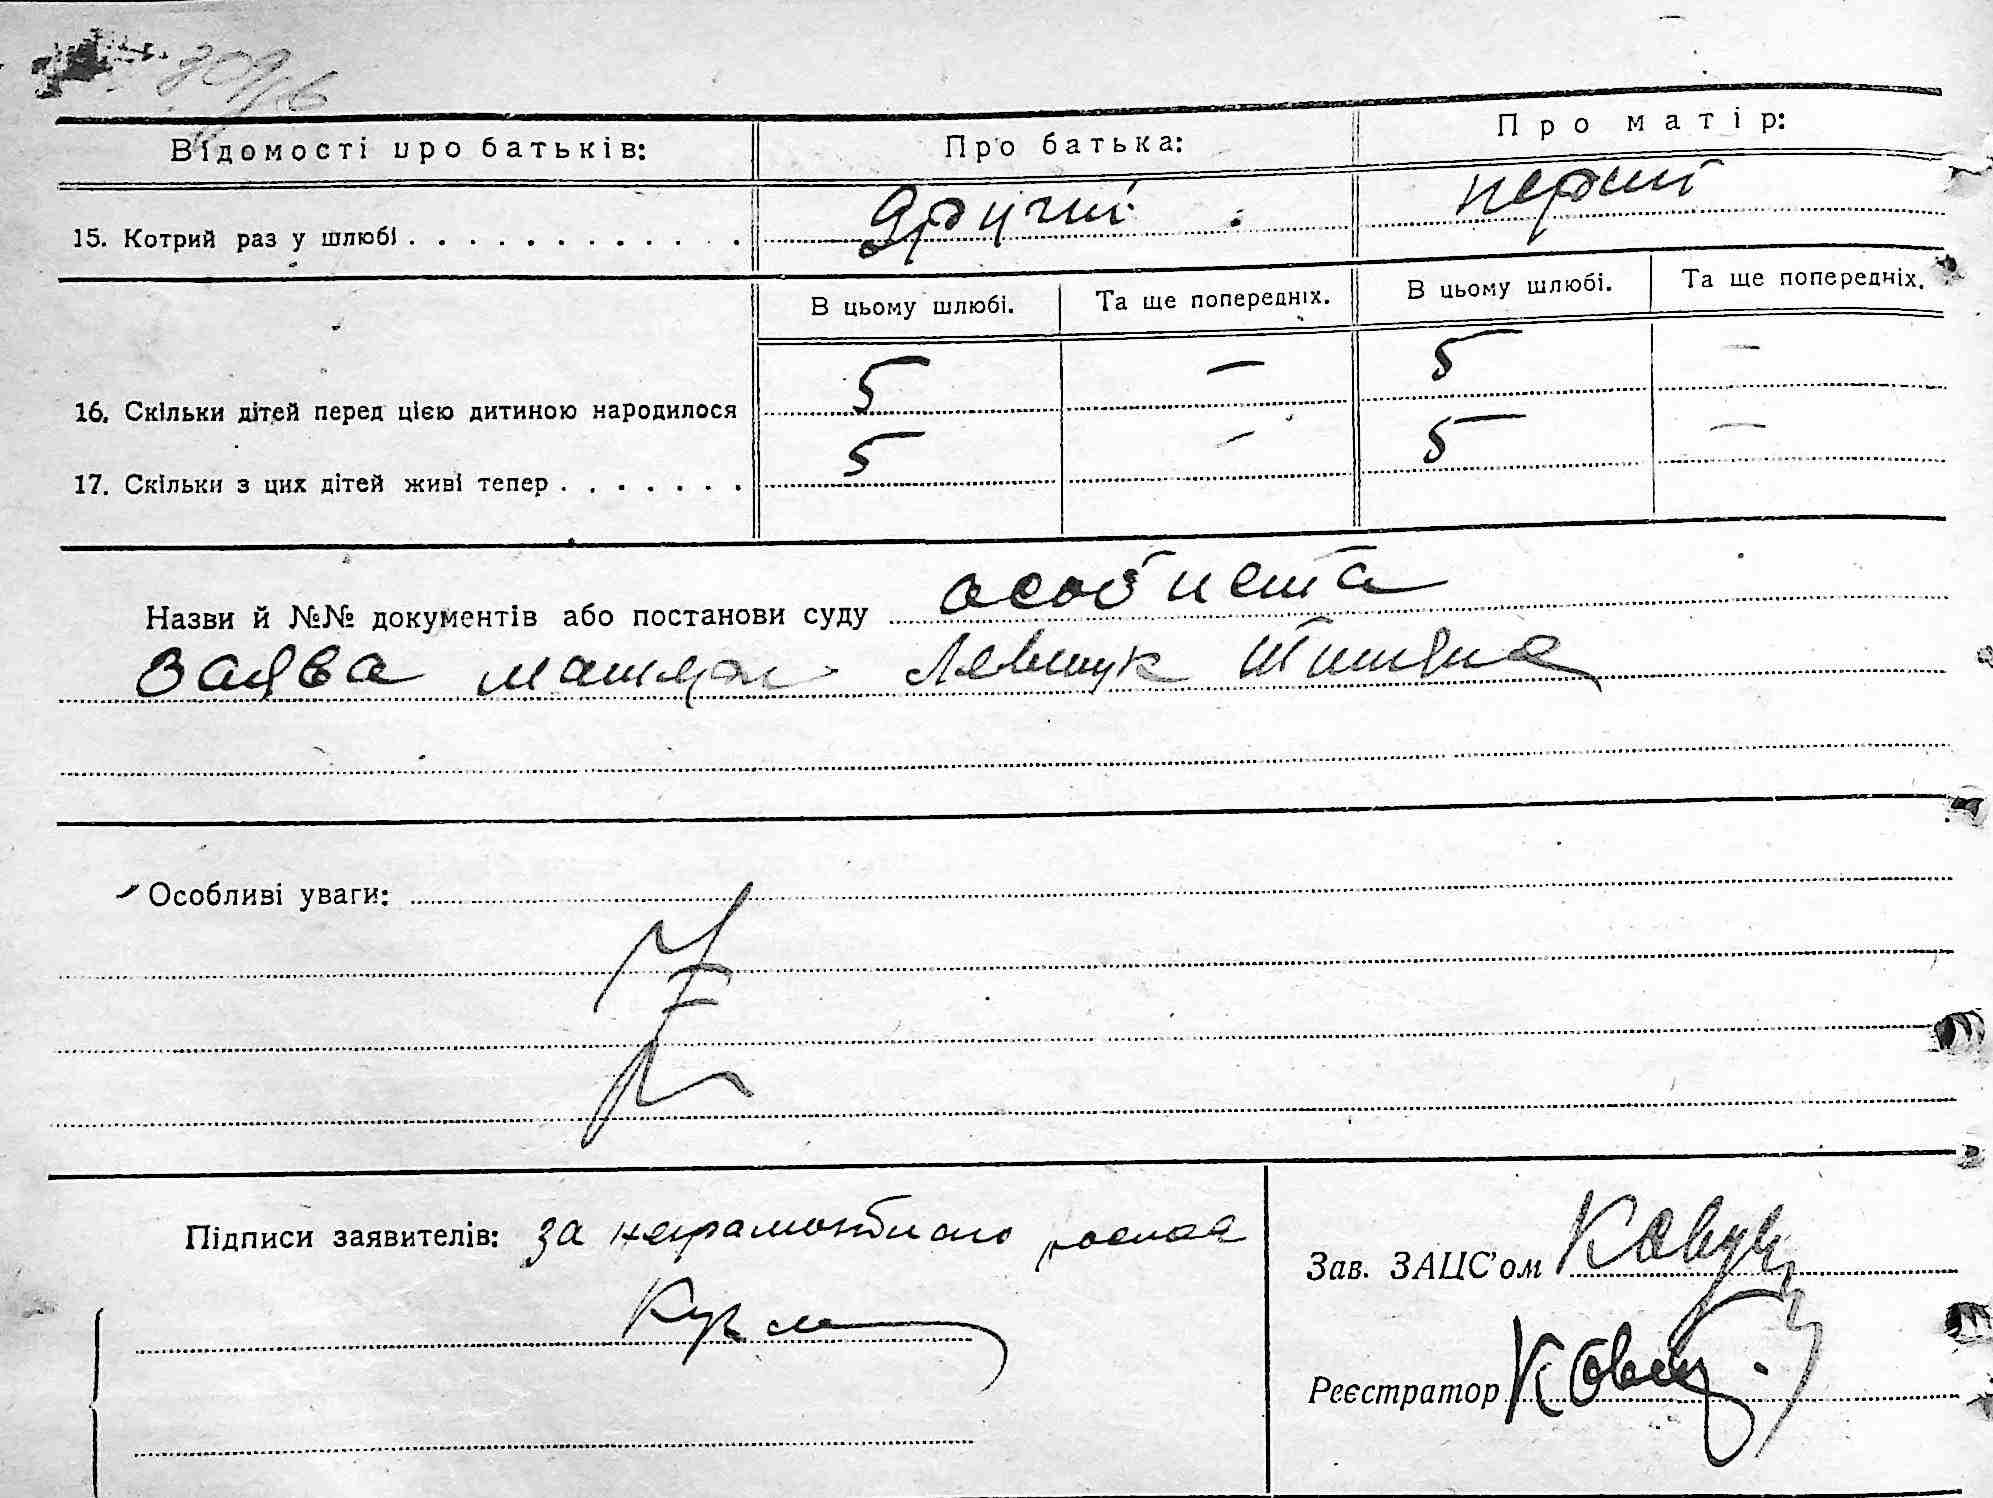 Відомості про батьків: Про батька: Про матір:
15. Котрий раз у шлюбі . . . . . . . . . . . . другий перший
В цьому шлюбі. Та ще попередніх. В цьому шлюбі. Та ще попередніх.
16. Скільки дітей перед цією дитиною народилося 5 — 5 —
17. Скільки з цих дітей живі тепер . . . . . . . 5 — 5 —
Назви й №№ документів або постанови суду особиста
заява матери Левчук
Особливі уваги:
Підписи заявителів: за неграмотного
Зав. ЗАЦС'ом
Реєстратор